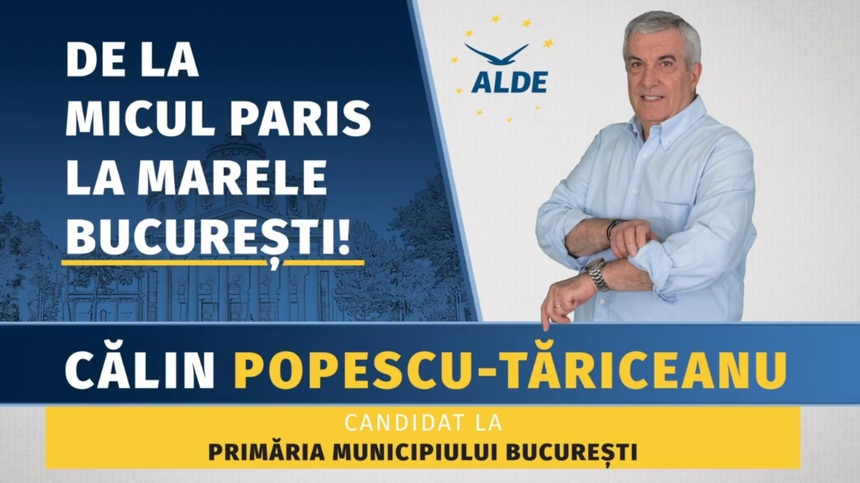 DE LA
MICUL PARIS
LA MARELE
BUCUREȘTI!
ALDE
CĂLIN POPESCU-TĂRICEANU
CANDIDAT LA
PRIMĂRIA MUNICIPIULUI BUCUREȘTI